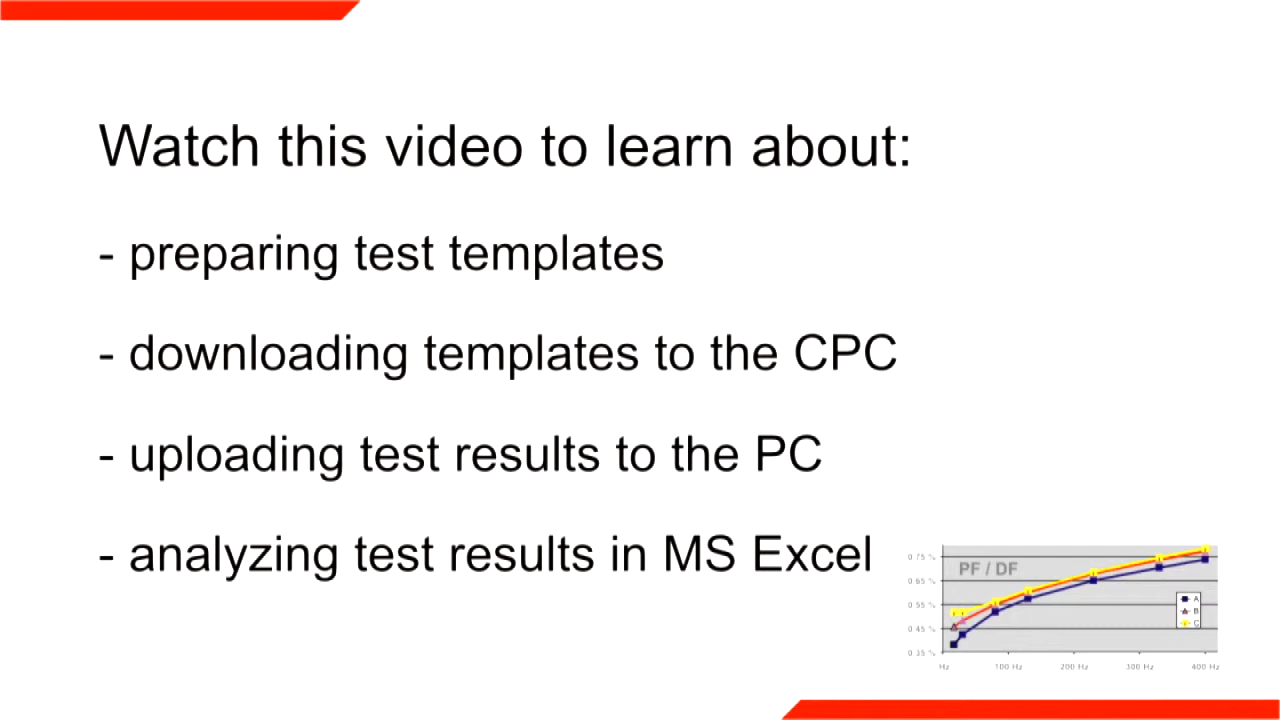 Watch this video to learn about:
- preparing test templates
- downloading templates to the CPC
- uploading test results to the PC
- analyzing test results in MS Excel
PF / DF
0 75 %
0 65 %
0 55 %
0 45 %
0 35 %
A
B
C
Hz 100 Hz 200 Hz 300 Hz 400 Hz